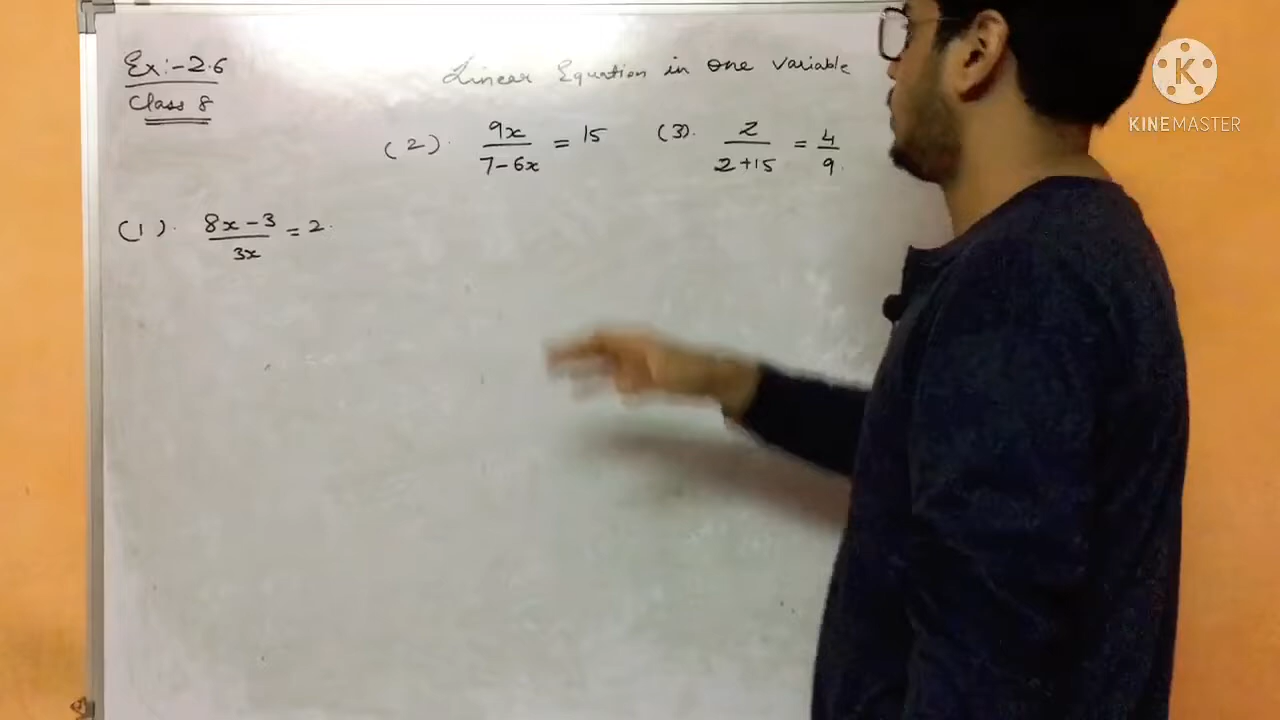 Ex:-2.6
Class 8
Linear Equation in one variable
(2). 9x/7-6x = 15
(3). z/z+15 = 4/9.
(1). 8x-3/3x = 2.
K
KINEMASTER